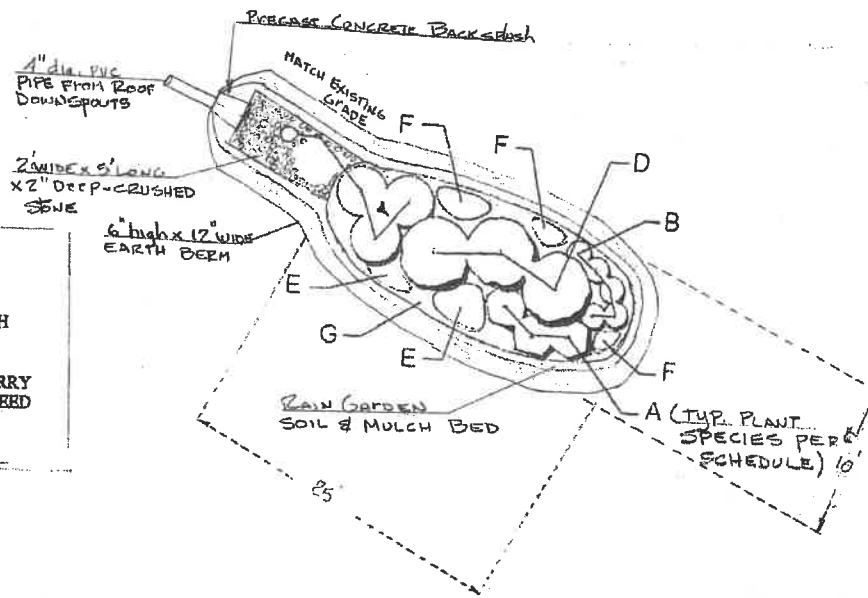 PRECAST CONCRETE BACKSPLASH
4" dia. PVC
PIPE FROM ROOF
DOWNSPOUTS
MATCH EXISTING
GRADE
2' WIDE x 5' LONG
x 2" DEEP-CRUSHED
STONE
6" high x 12" WIDE
EARTH BERM
F
F
D
B
E
G
E
F
H
RRY
EED
RAIN GARDEN
SOIL & MULCH BED
A (TYP. PLANT
SPECIES PER
SCHEDULE)
10'
25'